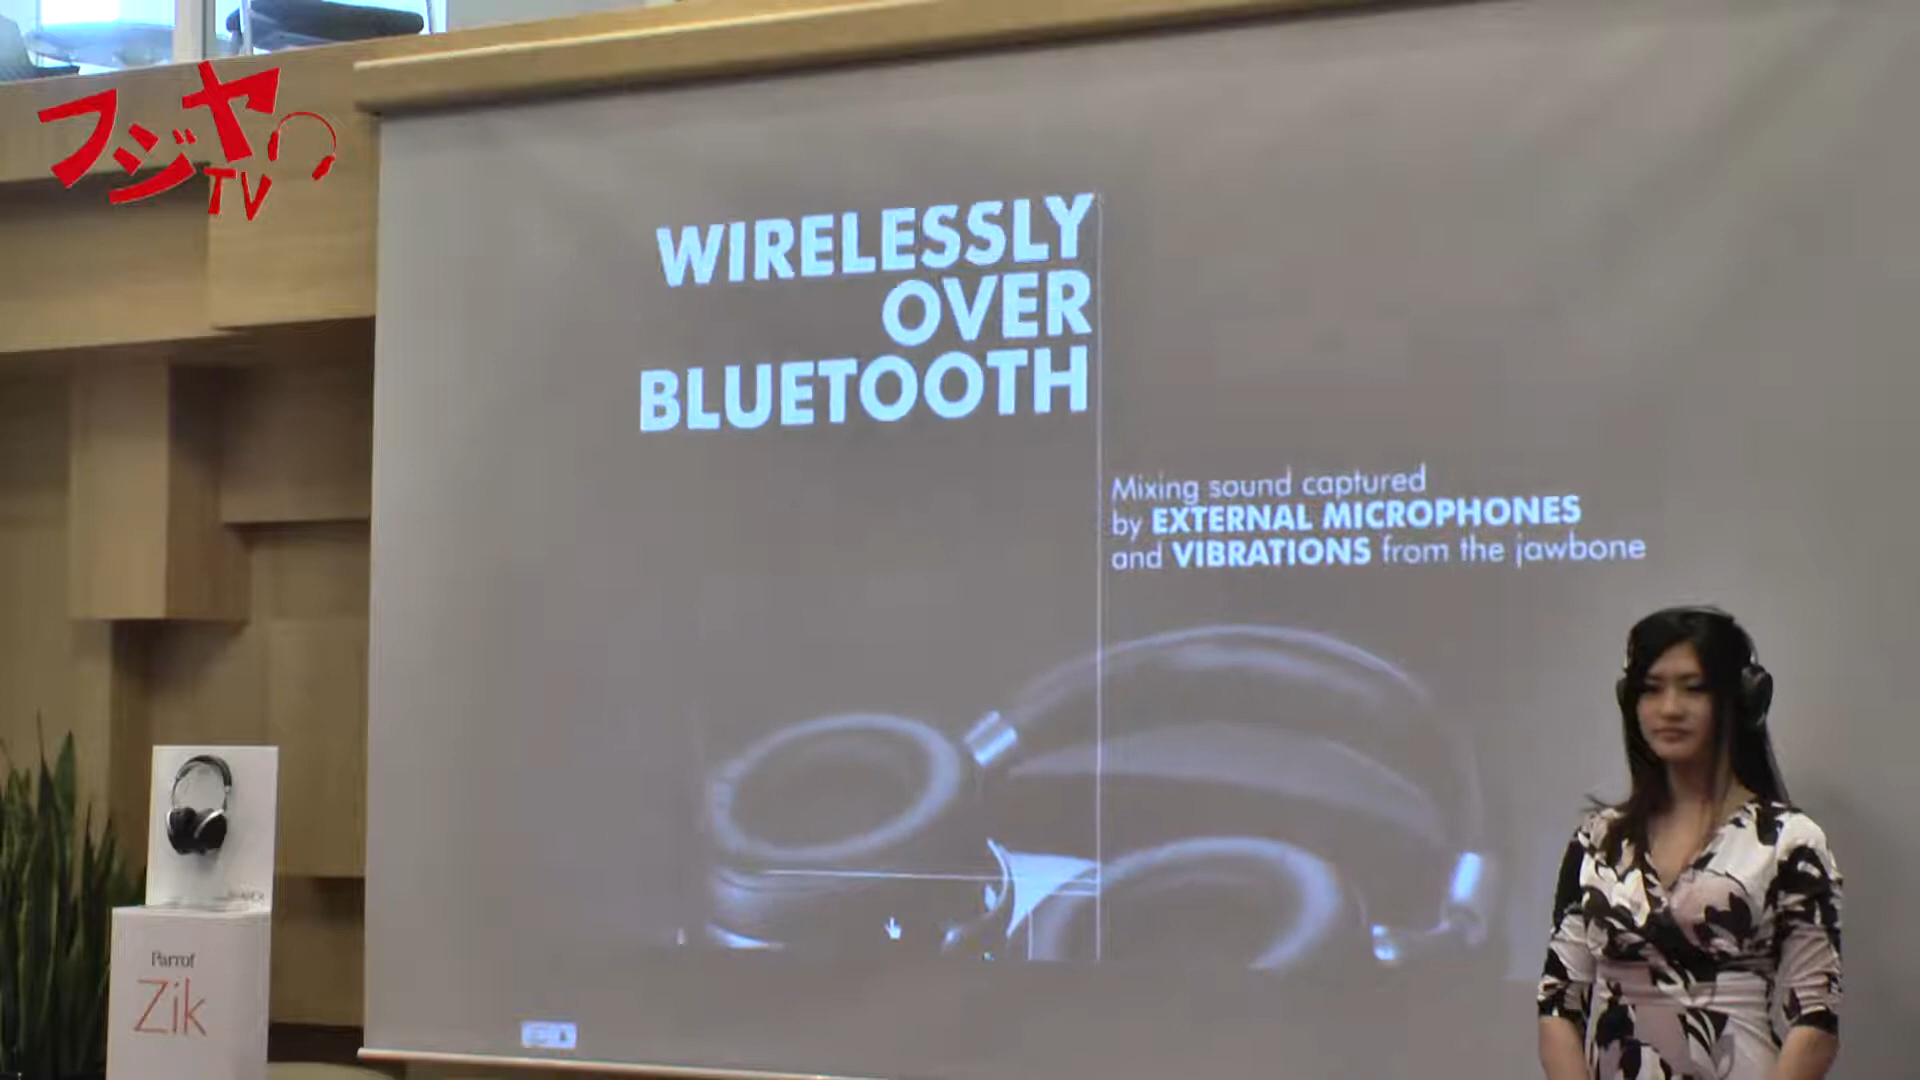 フジヤ
TV
WIRELESSLY
OVER
BLUETOOTH
Mixing sound captured
by EXTERNAL MICROPHONES
and VIBRATIONS from the jawbone
Parrot
Zik